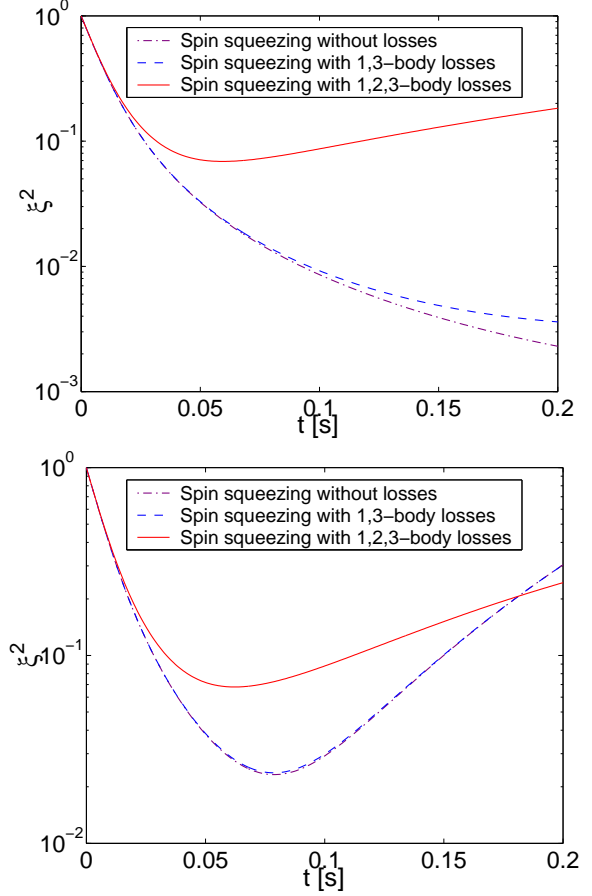 10^0
Spin squeezing without losses
Spin squeezing with 1,3−body losses
Spin squeezing with 1,2,3−body losses
10^-1
ξ^2
10^-2
10^-3
0 0.05 0.1 0.15 0.2
t [s]
10^0
Spin squeezing without losses
Spin squeezing with 1,3−body losses
Spin squeezing with 1,2,3−body losses
10^-1
ξ^2
10^-2
0 0.05 0.1 0.15 0.2
t [s]